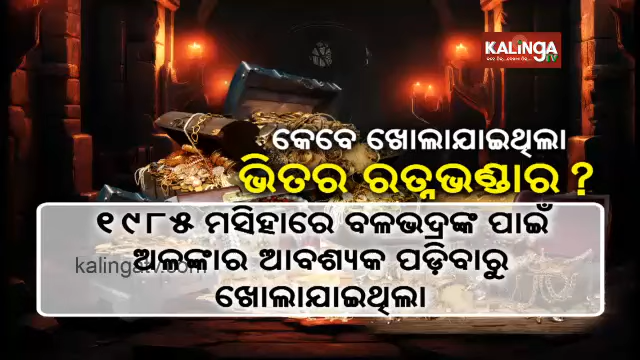 KALINGA
TV
କେବେ ଖୋଲାଯାଇଥିଲା
ଭିତର ରତ୍ନଭଣ୍ଡାର ?
୧୯୮୫ ମସିହାରେ ବଳଭଦ୍ରଙ୍କ ପାଇଁ
ଅଳଙ୍କାର ଆବଶ୍ୟକ ପଡ଼ିବାରୁ
ଖୋଲାଯାଇଥିଲା
kalingatv.com